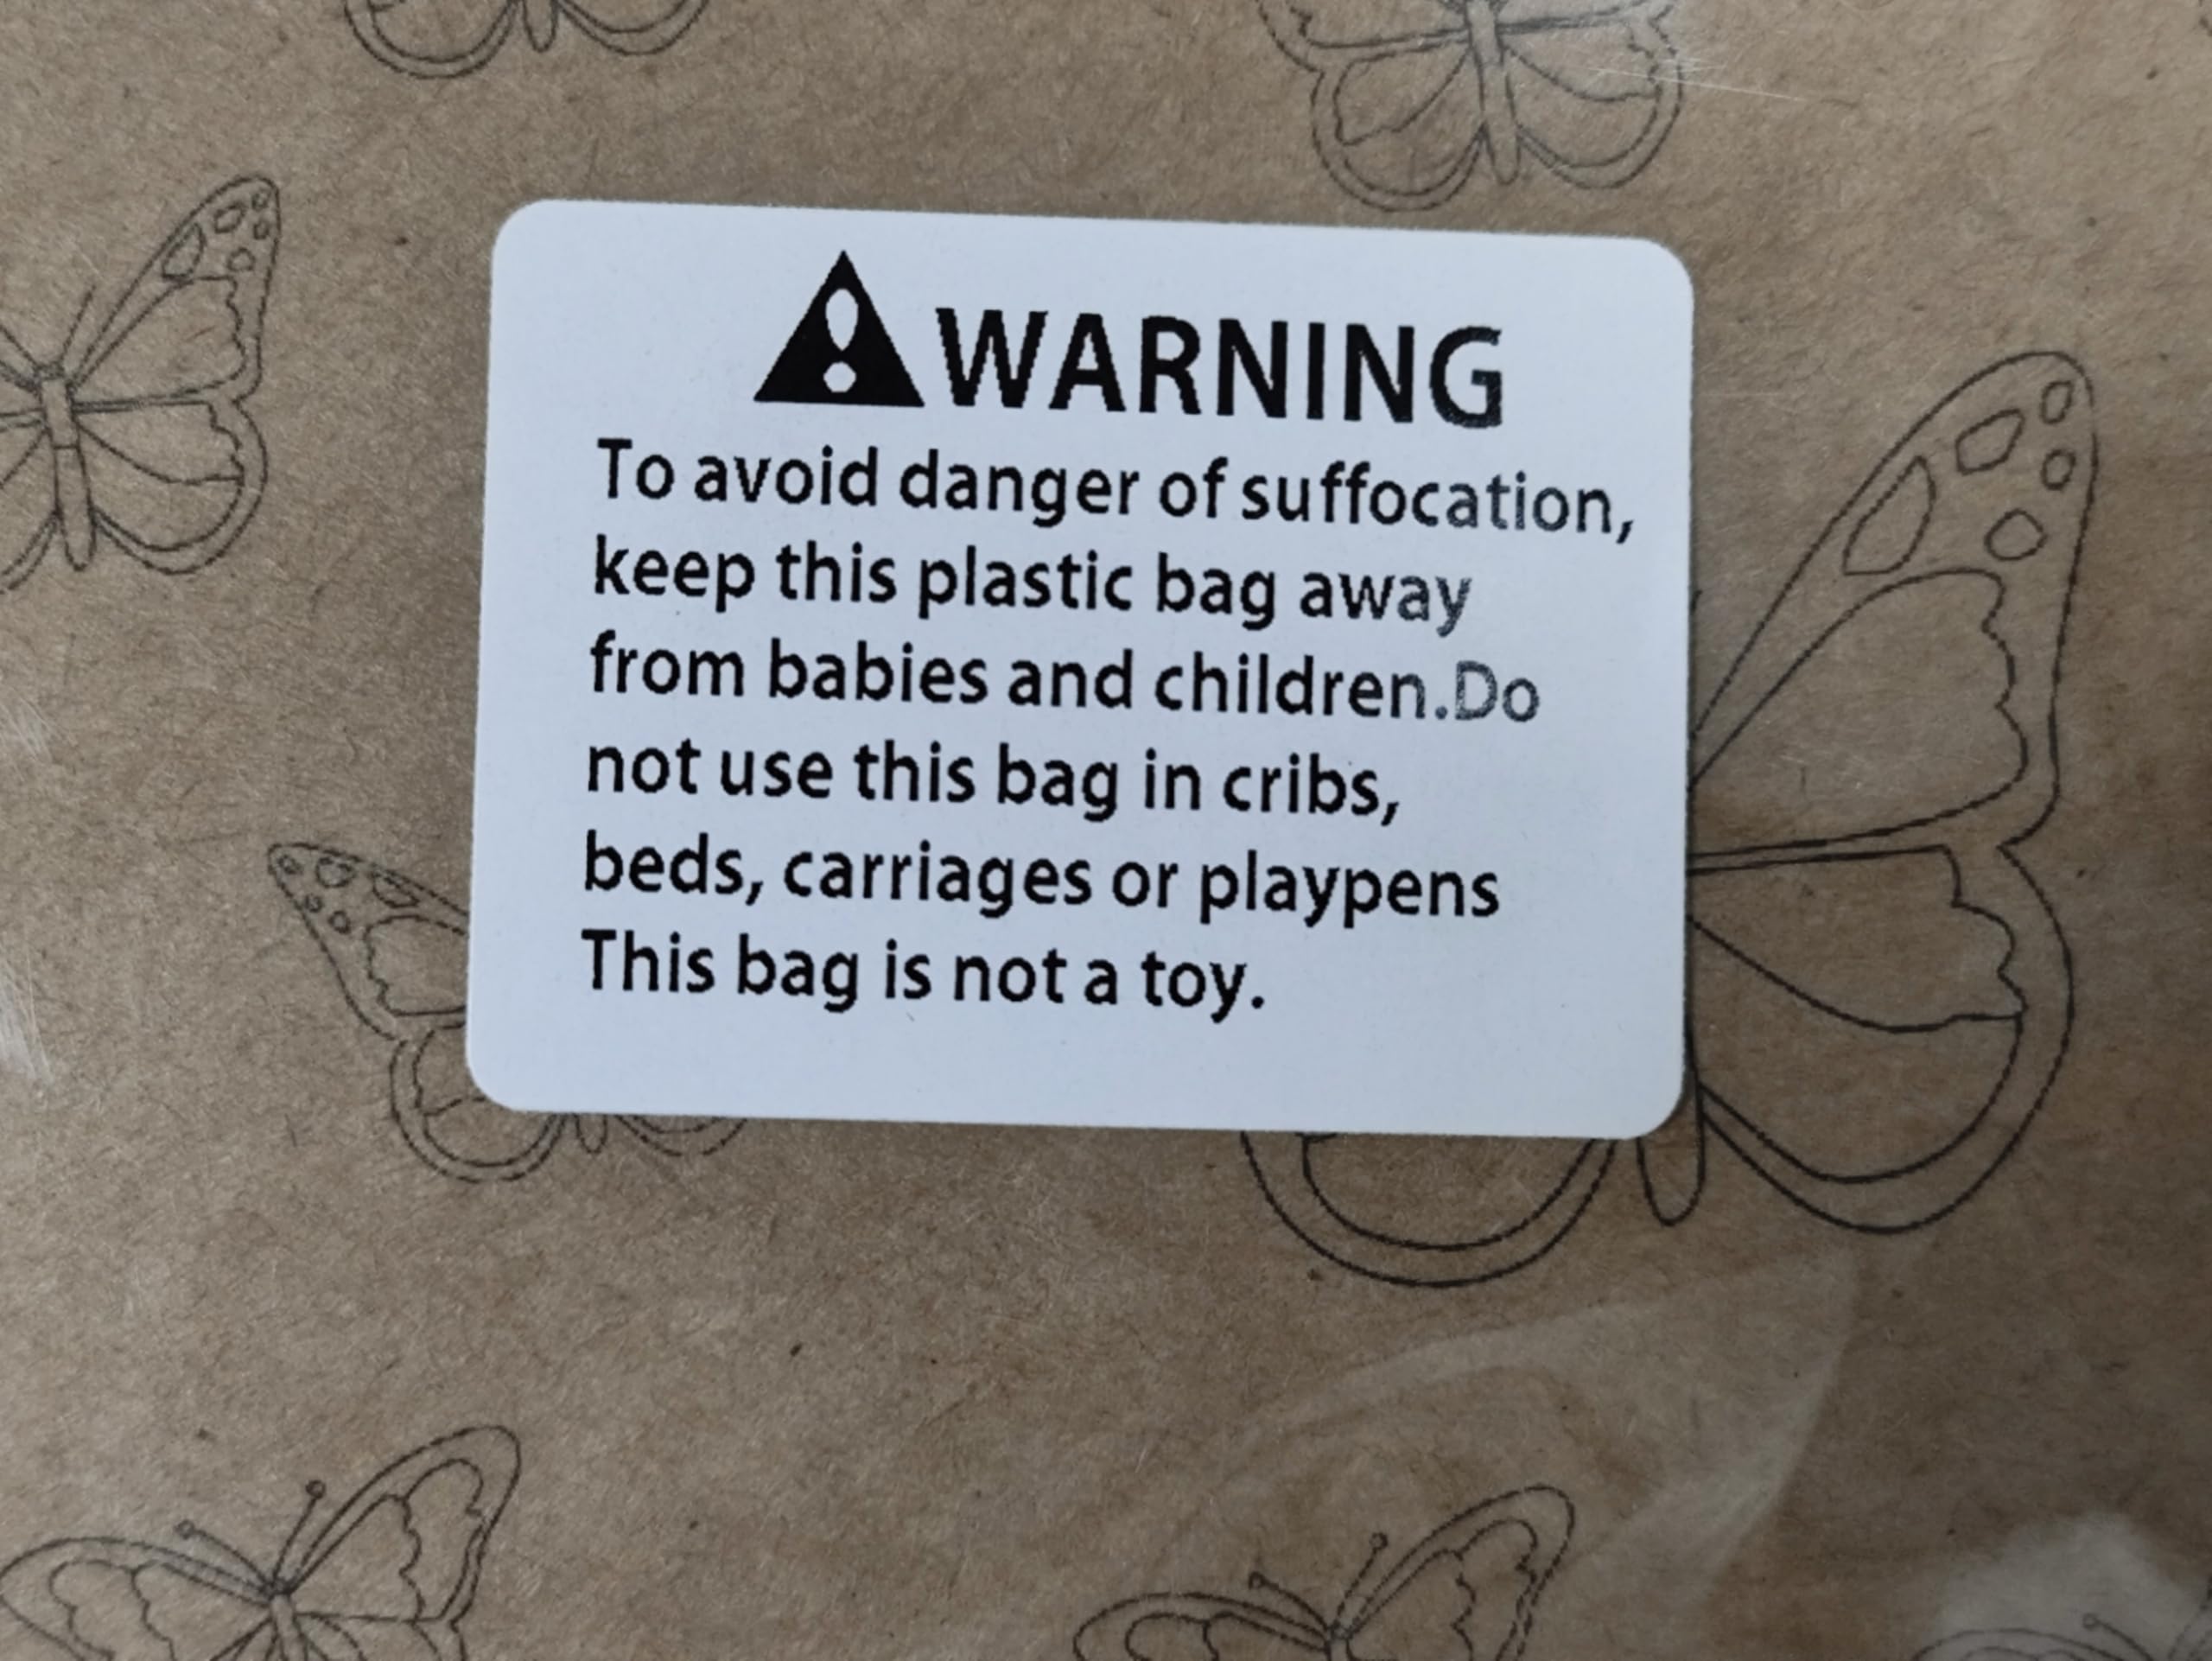 WARNING
To avoid danger of suffocation,
keep this plastic bag away
from babies and children.Do
not use this bag in cribs,
beds, carriages or playpens
This bag is not a toy.